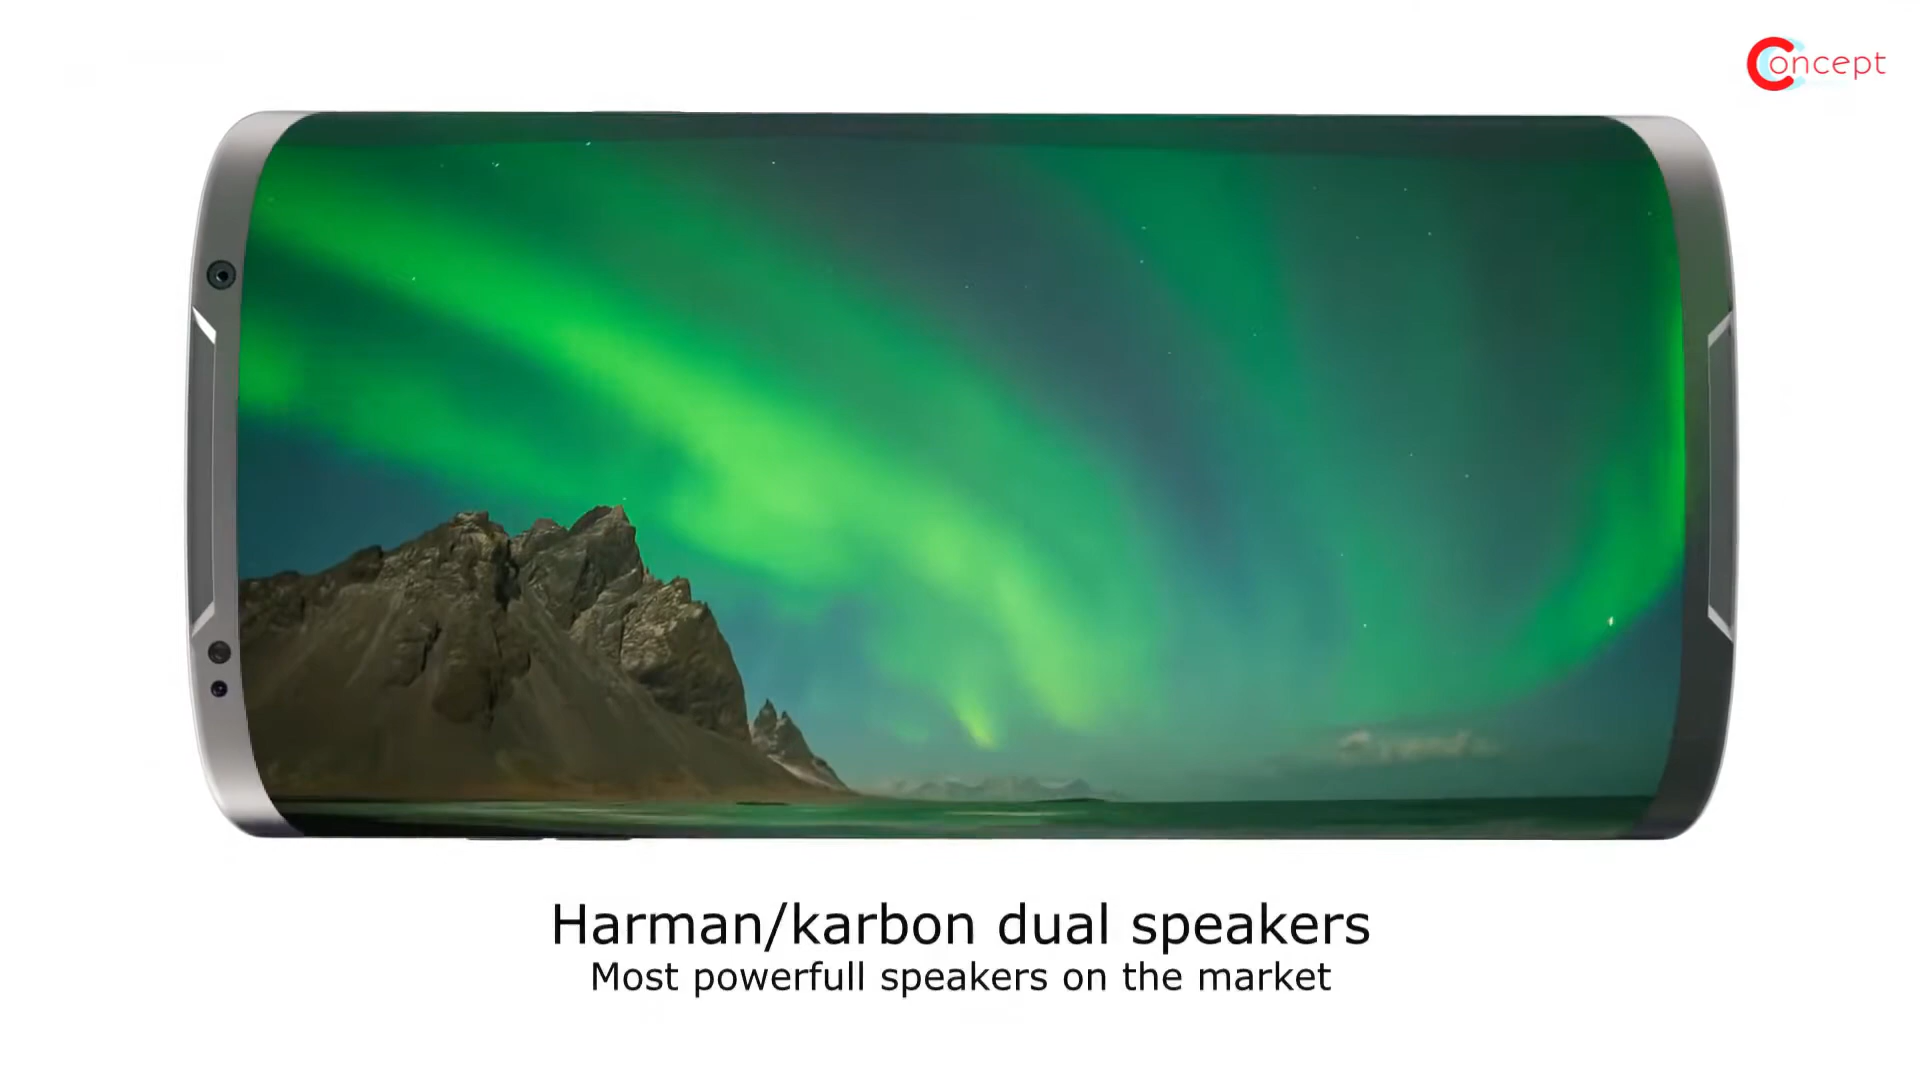 Concept
Harman/karbon dual speakers
Most powerfull speakers on the market